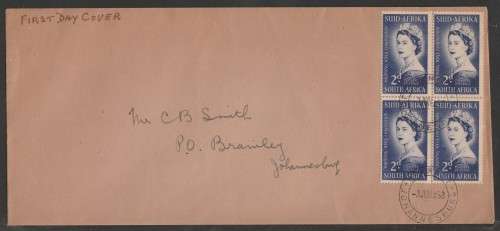 FIRST DAY COVER
SUID-AFRIKA
SUID-AFRIKA
2d
2d
SOUTH AFRICA
SOUTH AFRICA
Mr C B Smith
P.O. Bramley
Johannesburg
SUID-AFRIKA
SUID-AFRIKA
2d
2d
SOUTH AFRICA
SOUTH AFRICA
JOHANNESBURG